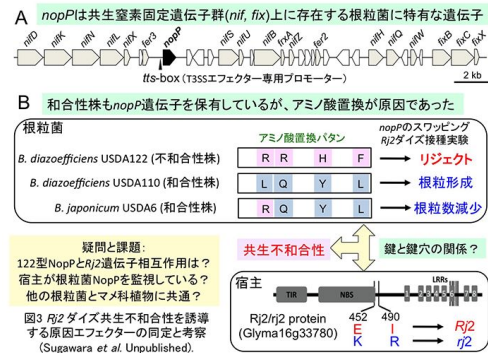 nopPは共生窒素固定遺伝子群(nif, fix)上に存在する根粒菌に特有な遺伝子
A
nifD
nifK
nifN
nifX
fer3
nopP
nifS
nifU
nifB
frxA
nifZ
fer2
nifH
nifQ
nifW
fixB
fixC
fixX
tts-box (T3SSエフェクター専用プロモーター)
2 kb
B
和合性株もnopP遺伝子を保有しているが、アミノ酸置換が原因であった
根粒菌
アミノ酸置換パタン
nopPのスワッピング
Rj2ダイズ接種実験
B. diazoefficiens USDA122 (不和合性株) R R H F リジェクト
B. diazoefficiens USDA110 (和合性株) L Q Y L 根粒形成
B. japonicum USDA6 (和合性株) R Q Y L 根粒数減少
疑問と課題:
122型NopPとRj2遺伝子相互作用は?
宿主が根粒菌NopPを監視している?
他の根粒菌とマメ科植物に共通?
共生不和合性
鍵と鍵穴の関係?
宿主
TIR
NBS
LRRs
452 490
Rj2/rj2 protein
(Glyma16g33780)
E I Rj2
K R rj2
図3 Rj2 ダイズ共生不和合性を誘導
する原因エフェクターの同定と考察
(Sugawara et al. Unpublished).